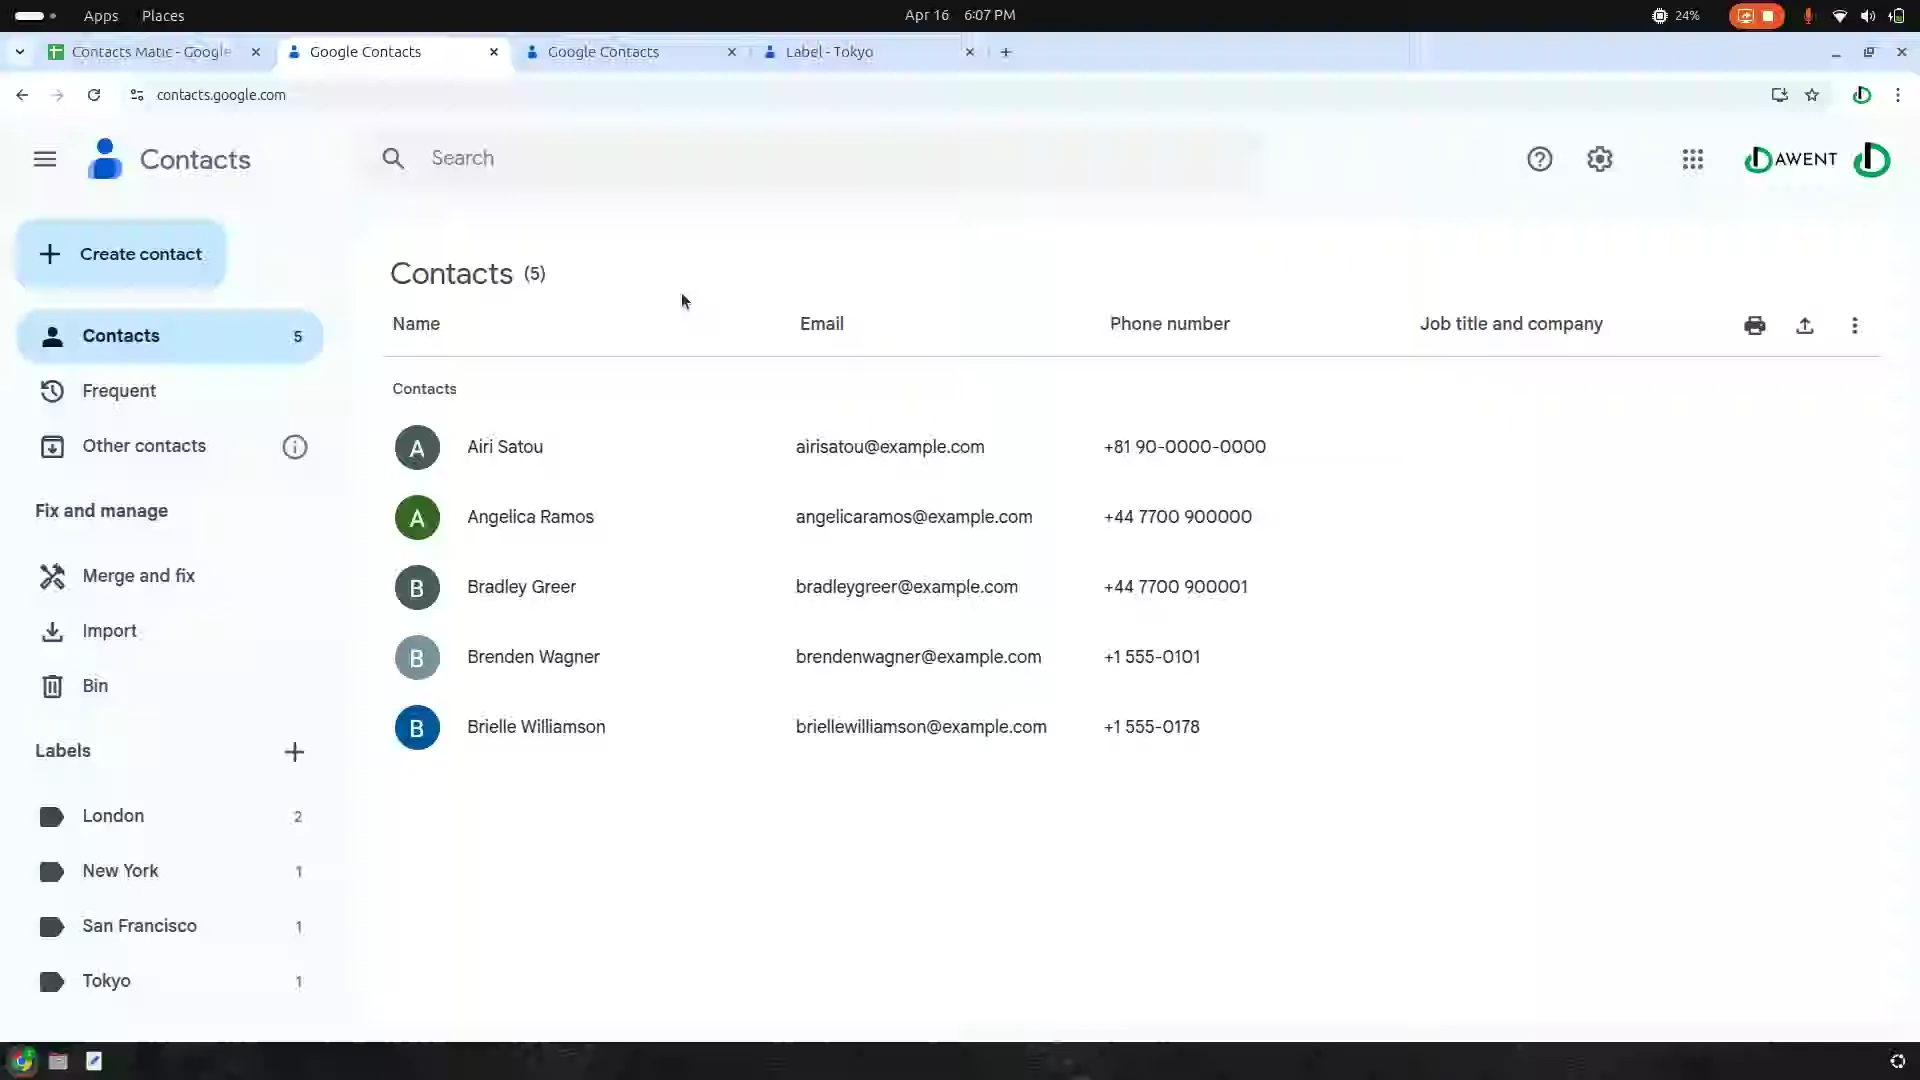 Apps Places Apr 16 6:07 PM 24%
Contacts Matic - Google Google Contacts Google Contacts Label - Tokyo
contacts.google.com
Contacts Search DAWENT
Create contact
Contacts 5
Frequent
Other contacts
Fix and manage
Merge and fix
Import
Bin
Labels
London 2
New York 1
San Francisco 1
Tokyo 1
Contacts (5)
Name Email Phone number Job title and company
Contacts
A Airi Satou airisatou@example.com +81 90-0000-0000
A Angelica Ramos angelicaramos@example.com +44 7700 900000
B Bradley Greer bradleygreer@example.com +44 7700 900001
B Brenden Wagner brendenwagner@example.com +1 555-0101
B Brielle Williamson briellewilliamson@example.com +1 555-0178